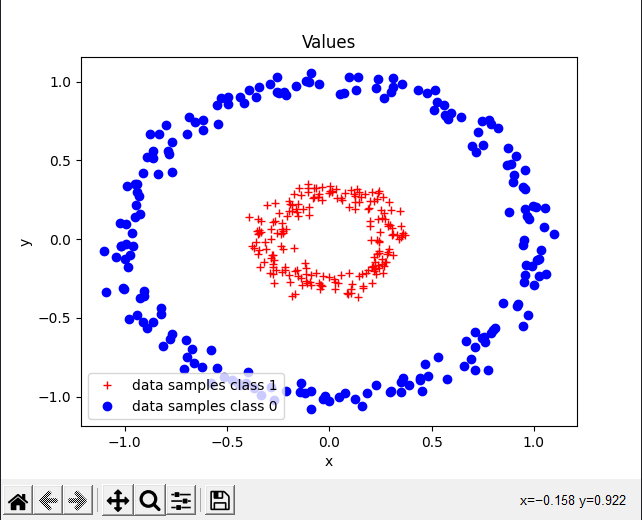 Values
1.0
0.5
0.0
−0.5
−1.0
y
data samples class 1
data samples class 0
−1.0 −0.5 0.0 0.5 1.0
x
x=−0.158 y=0.922